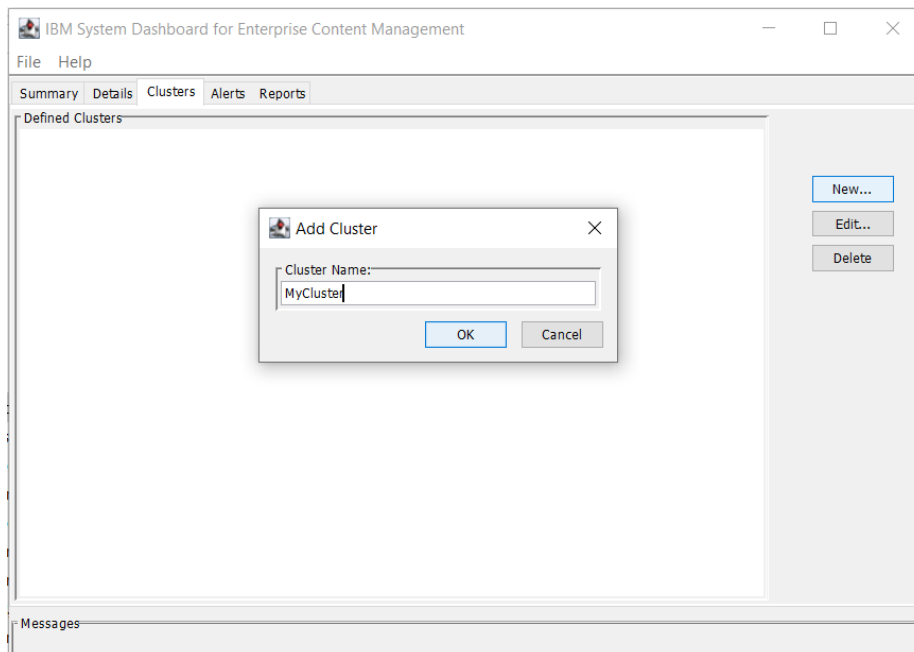 IBM System Dashboard for Enterprise Content Management
File Help
Summary Details Clusters Alerts Reports
Defined Clusters
New...
Add Cluster
Edit...
Delete
Cluster Name:
MyCluster
OK Cancel
Messages